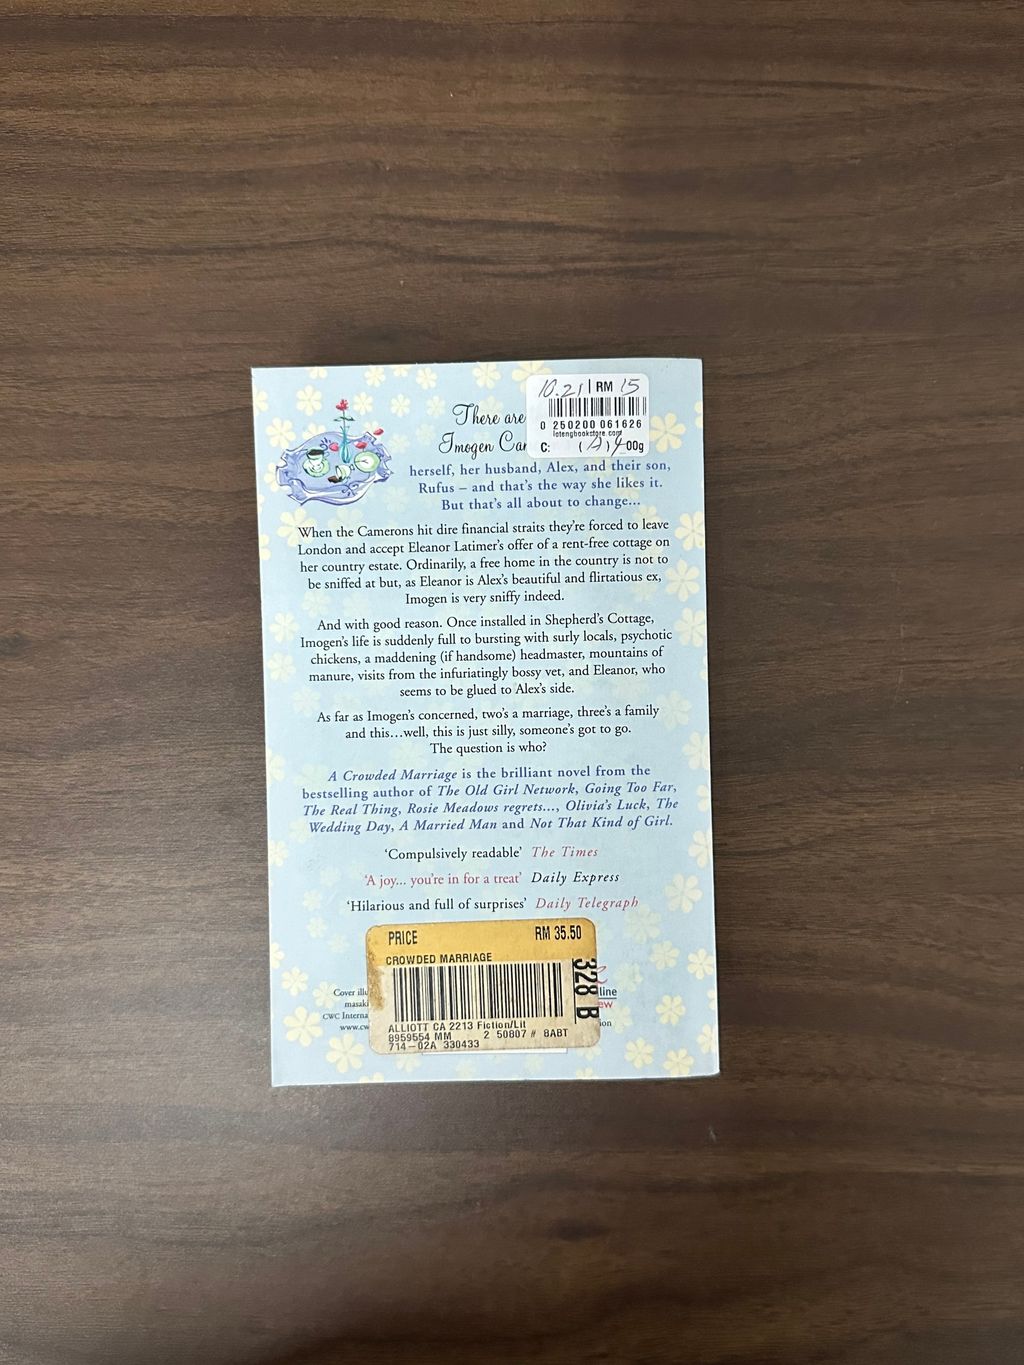 There are
Imogen
herself, her husband, Alex, and their son,
Rufus – and that's the way she likes it.
But that's all about to change...
10.21 RM 15
0 250200 061626
lotengbookstore.com
C: 00g
When the Camerons hit dire financial straits they're forced to leave
London and accept Eleanor Latimer's offer of a rent-free cottage on
her country estate. Ordinarily, a free home in the country is not to
be sniffed at but, as Eleanor is Alex's beautiful and flirtatious ex,
Imogen is very sniffy indeed.
And with good reason. Once installed in Shepherd's Cottage,
Imogen's life is suddenly full to bursting with surly locals, psychotic
chickens, a maddening (if handsome) headmaster, mountains of
manure, visits from the infuriatingly bossy vet, and Eleanor, who
seems to be glued to Alex's side.
As far as Imogen's concerned, two's a marriage, three's a family
and this…well, this is just silly, someone's got to go.
The question is who?
A Crowded Marriage is the brilliant novel from the
bestselling author of The Old Girl Network, Going Too Far,
The Real Thing, Rosie Meadows regrets..., Olivia's Luck, The
Wedding Day, A Married Man and Not That Kind of Girl.
'Compulsively readable' The Times
'A joy... you're in for a treat' Daily Express
'Hilarious and full of surprises' Daily Telegraph
PRICE RM 35.50
CROWDED MARRIAGE
328 B
ALLIOTT CA 2213 Fiction/Lit
8959554 MM 2 50807 # 8ABT
714-02A 330433
Cover
CWC